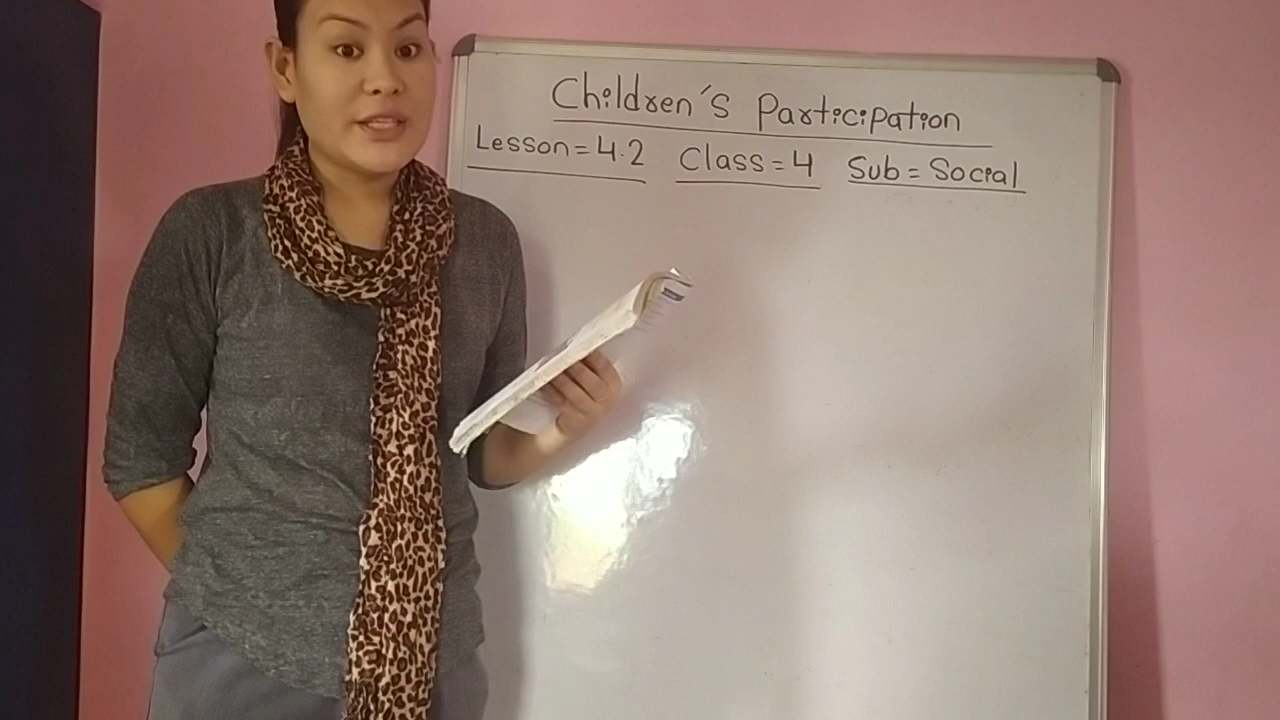 Children's Participation
Lesson = 4.2 Class = 4 Sub = Social